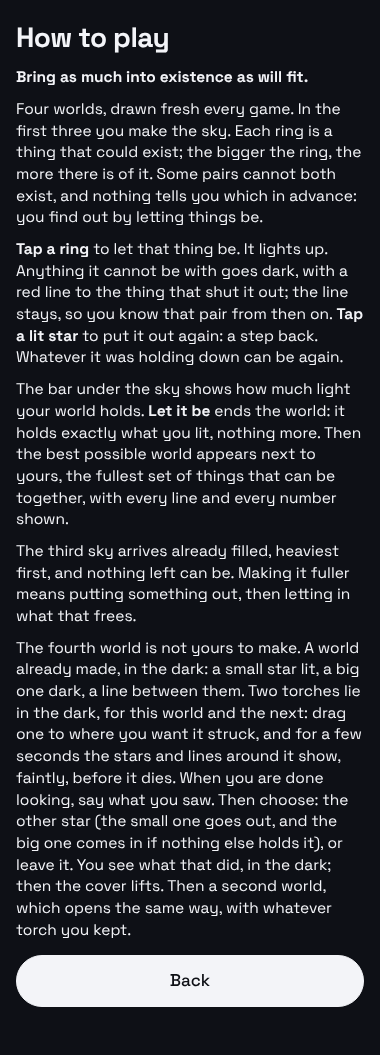 How to play
Bring as much into existence as will fit.
Four worlds, drawn fresh every game. In the
first three you make the sky. Each ring is a
thing that could exist; the bigger the ring, the
more there is of it. Some pairs cannot both
exist, and nothing tells you which in advance:
you find out by letting things be.
Tap a ring to let that thing be. It lights up.
Anything it cannot be with goes dark, with a
red line to the thing that shut it out; the line
stays, so you know that pair from then on. Tap
a lit star to put it out again: a step back.
Whatever it was holding down can be again.
The bar under the sky shows how much light
your world holds. Let it be ends the world: it
holds exactly what you lit, nothing more. Then
the best possible world appears next to
yours, the fullest set of things that can be
together, with every line and every number
shown.
The third sky arrives already filled, heaviest
first, and nothing left can be. Making it fuller
means putting something out, then letting in
what that frees.
The fourth world is not yours to make. A world
already made, in the dark: a small star lit, a big
one dark, a line between them. Two torches lie
in the dark, for this world and the next: drag
one to where you want it struck, and for a few
seconds the stars and lines around it show,
faintly, before it dies. When you are done
looking, say what you saw. Then choose: the
other star (the small one goes out, and the
big one comes in if nothing else holds it), or
leave it. You see what that did, in the dark;
then the cover lifts. Then a second world,
which opens the same way, with whatever
torch you kept.
Back